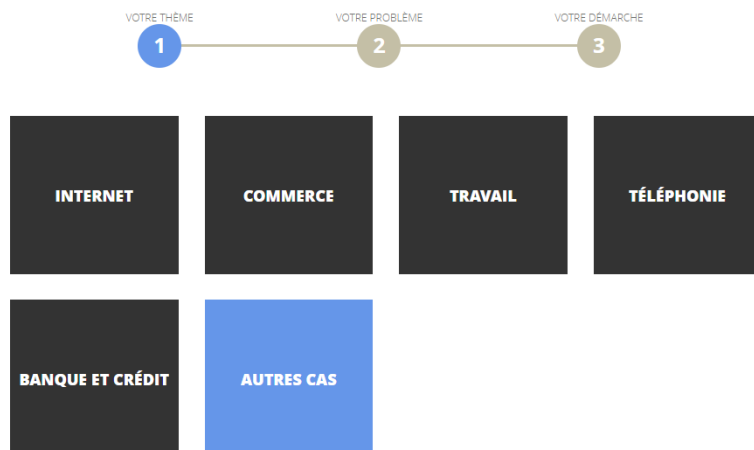 VOTRE THÈME
VOTRE PROBLÈME
VOTRE DÉMARCHE
1
2
3
INTERNET
COMMERCE
TRAVAIL
TÉLÉPHONIE
BANQUE ET CRÉDIT
AUTRES CAS